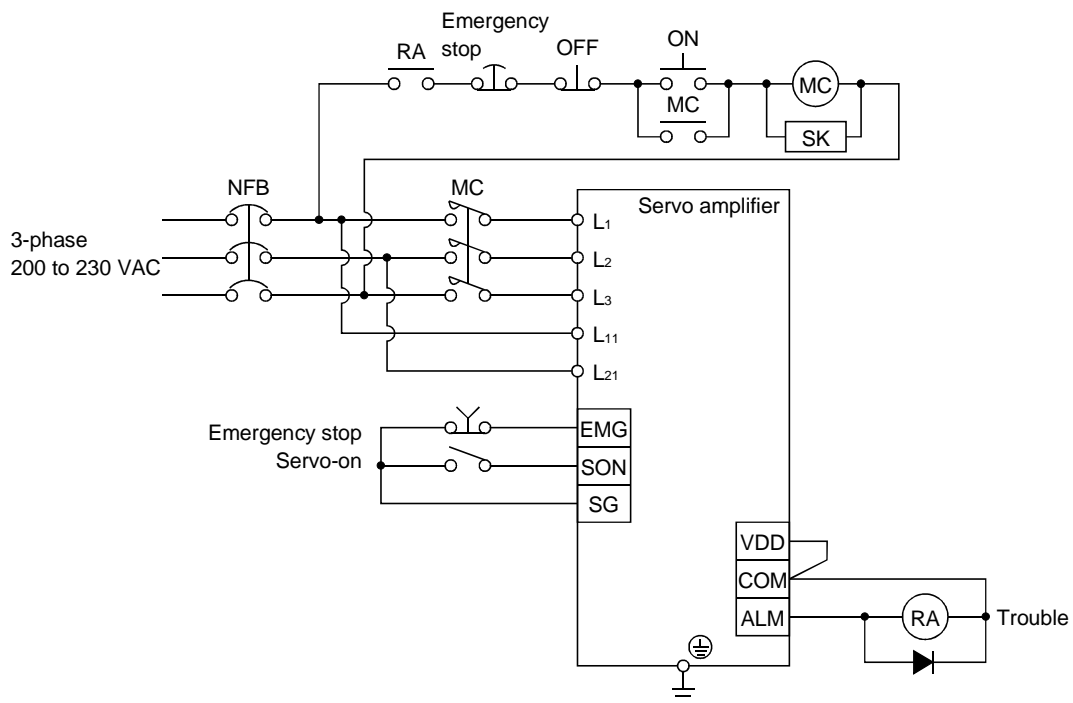 Emergency
stop
RA
OFF
ON
MC
MC
SK
NFB
MC
Servo amplifier
3-phase
200 to 230 VAC
L1
L2
L3
L11
L21
Emergency stop
Servo-on
EMG
SON
SG
VDD
COM
ALM
RA
Trouble